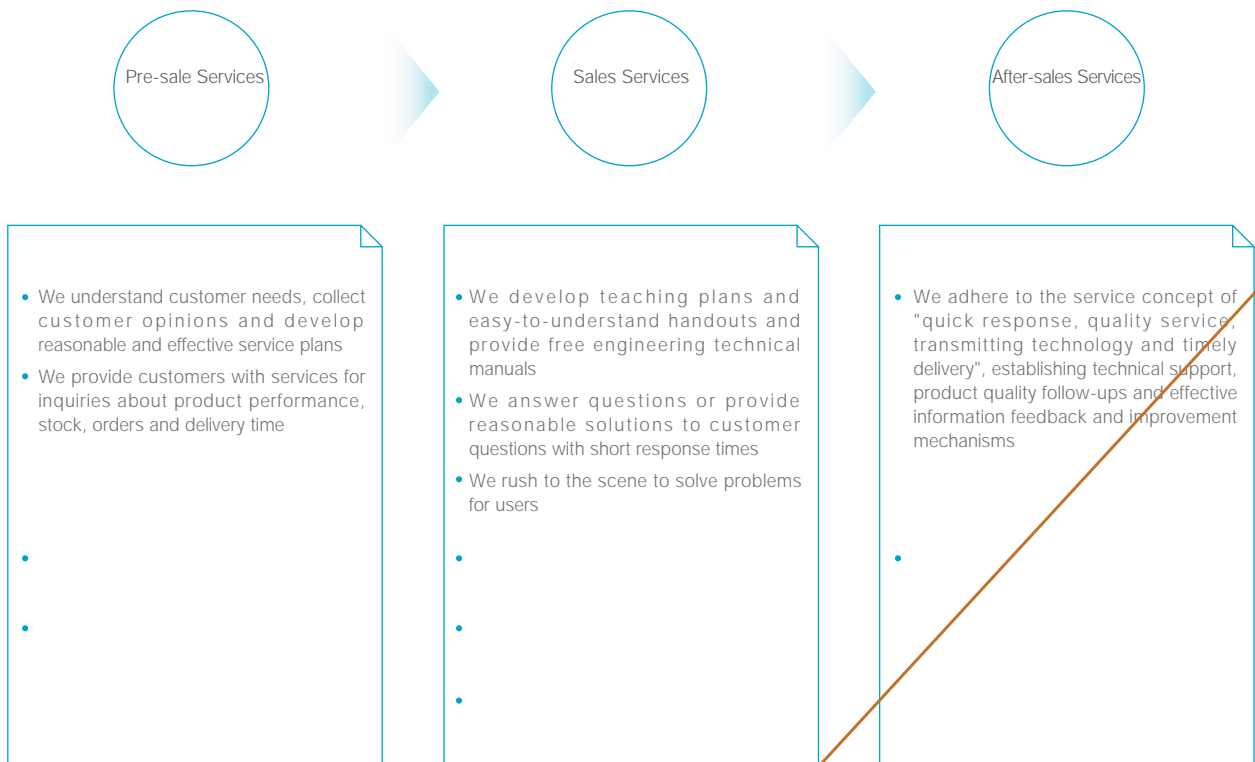 Pre-sale Services
Sales Services
After-sales Services
We understand customer needs, collect
customer opinions and develop
reasonable and effective service plans
We provide customers with services for
inquiries about product performance,
stock, orders and delivery time
We develop teaching plans and
easy-to-understand handouts and
provide free engineering technical
manuals
We answer questions or provide
reasonable solutions to customer
questions with short response times
We rush to the scene to solve problems
for users
We adhere to the service concept of
"quick response, quality service,
transmitting technology and timely
delivery", establishing technical support,
product quality follow-ups and effective
information feedback and improvement
mechanisms